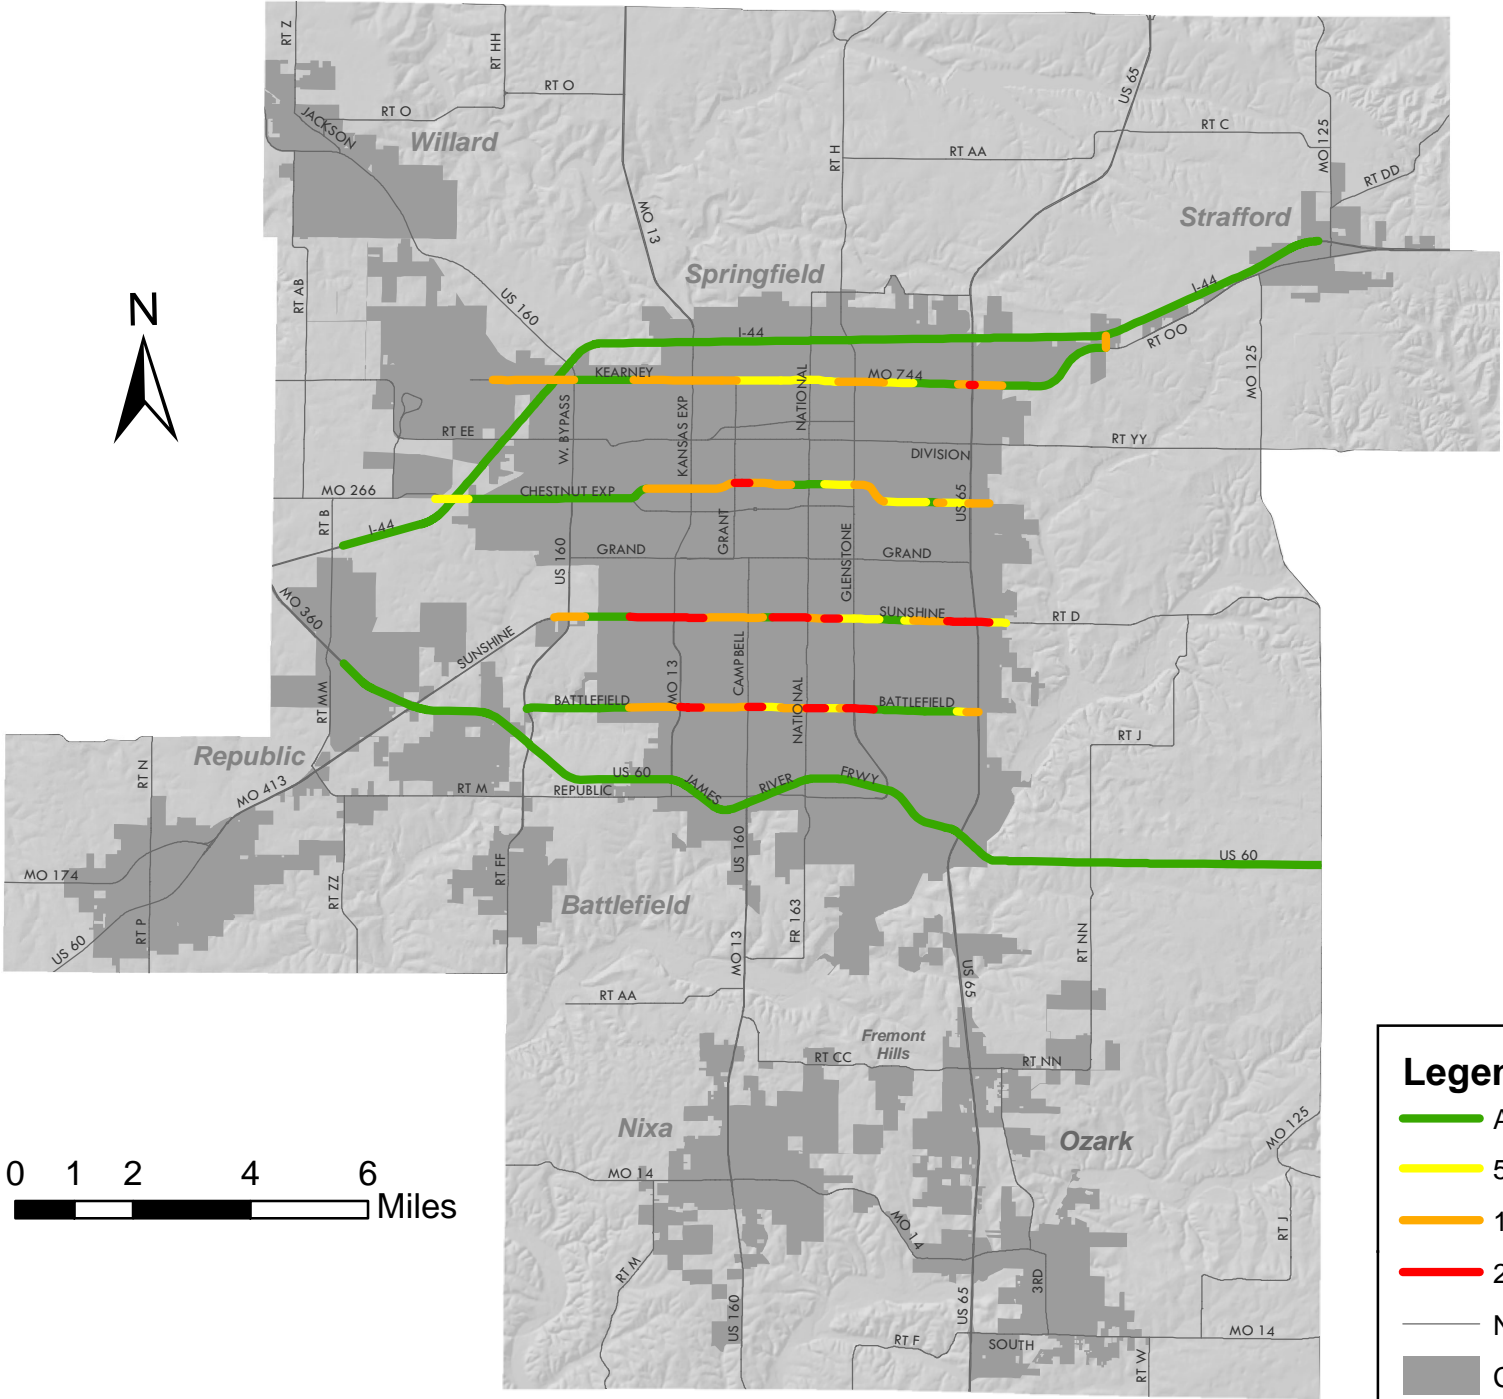 RT Z
RT HH
RT O
RT O
JACKSON
Willard
US 65
RT C
RT AA
RT H
MO 125
RT DD
MO 13
Strafford
Springfield
N
RT AB
US 160
I-44
I-44
RT OO
KEARNEY
MO 744
NATIONAL
MO 125
W. BYPASS
KANSAS EXP
RT EE
RT YY
DIVISION
MO 266
CHESTNUT EXP
US 65
RT B
I-44
GRANT
GLENSTONE
US 160
GRAND
GRAND
MO 360
SUNSHINE
RT D
SUNSHINE
MO 13
CAMPBELL
RT MM
BATTLEFIELD
NATIONAL
BATTLEFIELD
RT J
Republic
RT N
MO 413
RT M
US 60
REPUBLIC
JAMES
RIVER
FRWY
US 160
US 60
MO 174
RT ZZ
RT FF
Battlefield
RT P
US 60
FR 163
MO 13
RT NN
US 65
RT AA
Fremont
Hills
RT CC
RT NN
Nixa
Ozark
MO 125
MO 14
0 1 2 4 6
Miles
MO 14
RT J
RT M
3RD
US 160
US 65
RT F
SOUTH
MO 14
RT W
Legen
A
5
1
2
N